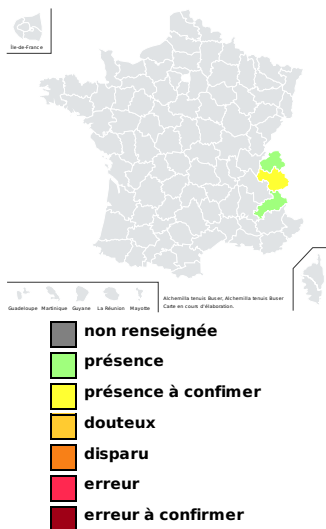 Île-de-France
Alchemilla tenuis Buser, Alchemilla tenuis Buser
Carte en cours d'élaboration.
Guadeloupe Martinique Guyane La Réunion Mayotte
non renseignée
présence
présence à confimer
douteux
disparu
erreur
erreur à confirmer